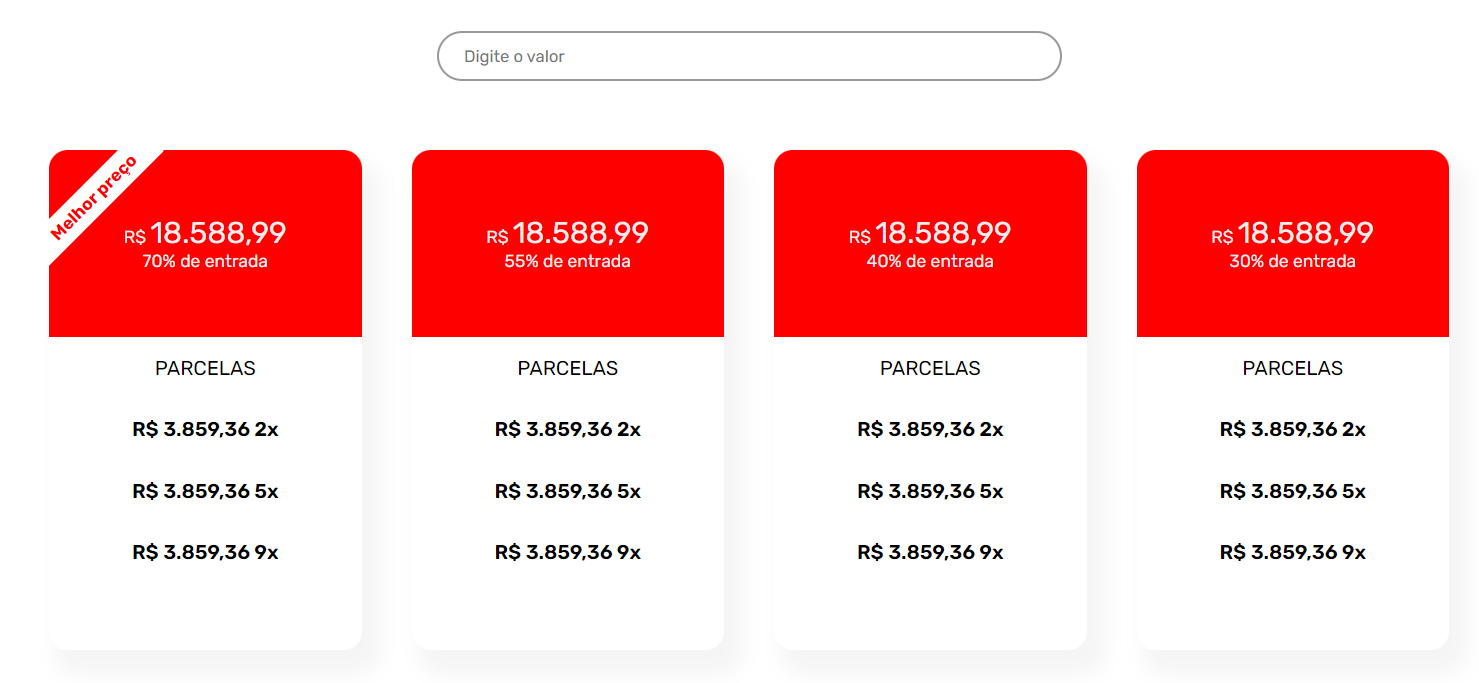 Digite o valor
Melhor preço
R$ 18.588,99
70% de entrada
PARCELAS
R$ 3.859,36 2x
R$ 3.859,36 5x
R$ 3.859,36 9x
R$ 18.588,99
55% de entrada
PARCELAS
R$ 3.859,36 2x
R$ 3.859,36 5x
R$ 3.859,36 9x
R$ 18.588,99
40% de entrada
PARCELAS
R$ 3.859,36 2x
R$ 3.859,36 5x
R$ 3.859,36 9x
R$ 18.588,99
30% de entrada
PARCELAS
R$ 3.859,36 2x
R$ 3.859,36 5x
R$ 3.859,36 9x